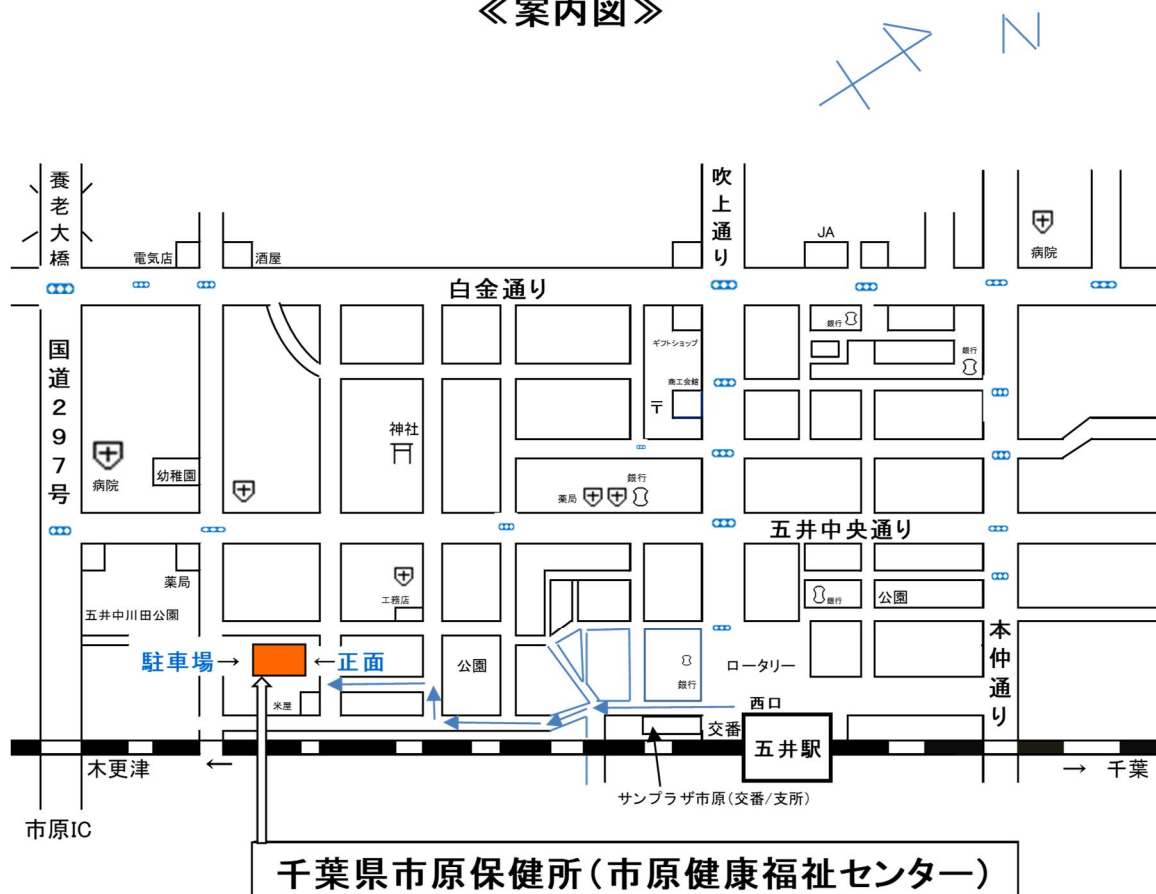 ≪案内図≫
N
養老大橋
吹上通り
電気店
酒屋
JA
病院
白金通り
国道297号
ギフトショップ
銀行
銀行
商工会館
〒
神社
病院
幼稚園
銀行
薬局
五井中央通り
薬局
工務店
銀行
公園
五井中川田公園
本仲通り
駐車場→
←正面
公園
銀行
ロータリー
米屋
西口
交番
五井駅
木更津
←
→
千葉
サンプラザ市原(交番/支所)
市原IC
千葉県市原保健所(市原健康福祉センター)